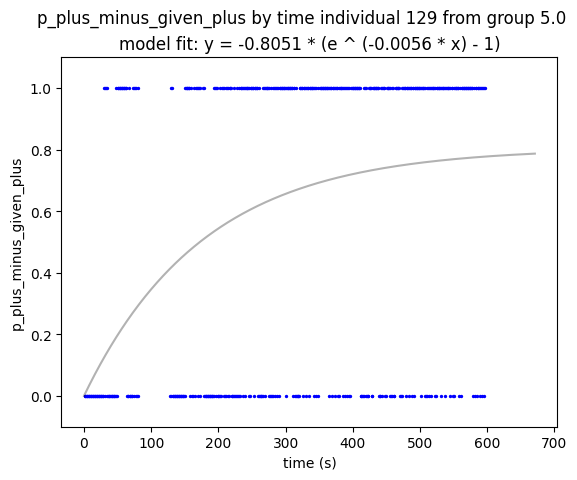 p_plus_minus_given_plus by time individual 129 from group 5.0
model fit: y = -0.8051 * (e ^ (-0.0056 * x) - 1)
p_plus_minus_given_plus
1.0
0.8
0.6
0.4
0.2
0.0
0 100 200 300 400 500 600 700
time (s)